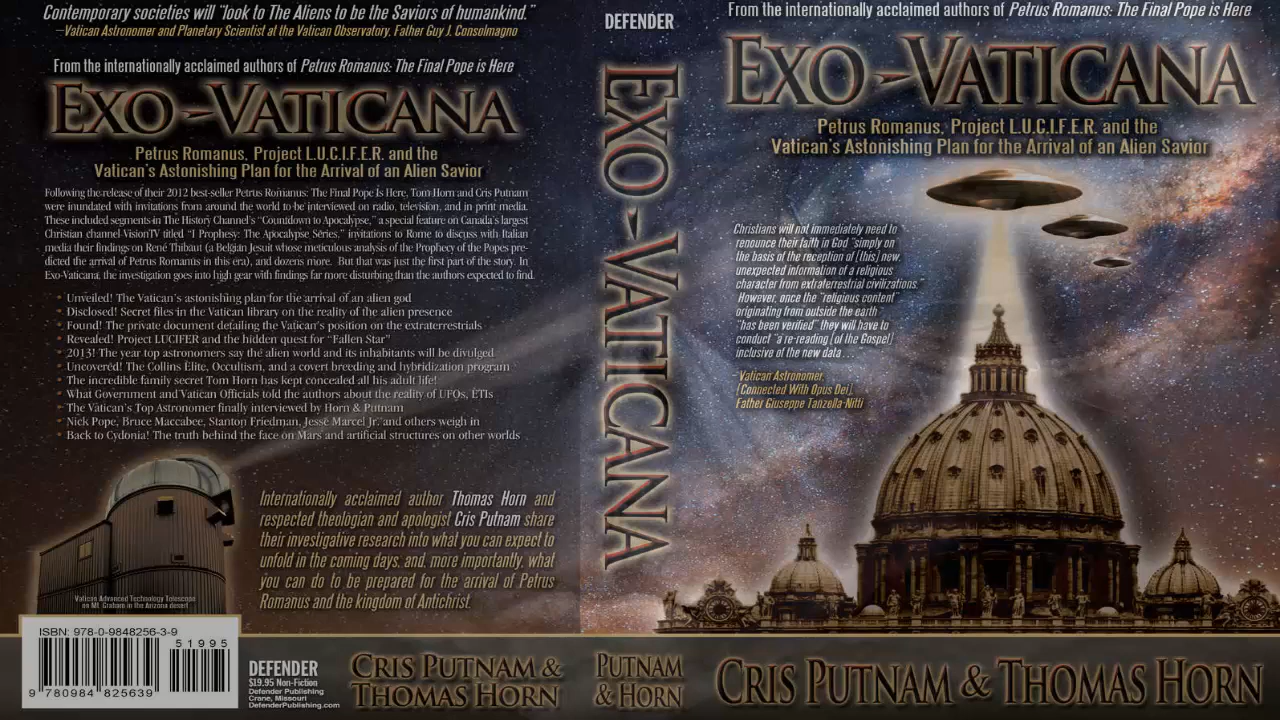 Contemporary societies will "look to The Aliens to be the Saviors of humankind."
—Vatican Astronomer and Planetary Scientist at the Vatican Observatory, Father Guy J. Consolmagno
From the internationally acclaimed authors of Petrus Romanus: The Final Pope is Here
EXO-VATICANA
Petrus Romanus, Project L.U.C.I.F.E.R. and the
Vatican's Astonishing Plan for the Arrival of an Alien Savior
Following the release of their 2012 best-seller Petrus Romanus: The Final Pope Is Here, Tom Horn and Cris Putnam
were inundated with invitations from around the world to be interviewed on radio, television, and in print media.
These included segments in The History Channel's "Countdown to Apocalypse," a special feature on Canada's largest
Christian channel-VisionTV titled "I Prophesy: The Apocalypse Series," invitations to Rome to discuss with Italian
media their findings on René Thibaut (a Belgian Jesuit whose meticulous analysis of the Prophecy of the Popes pre-
dicted the arrival of Petrus Romanus in this era), and dozens more. But that was just the first part of the story. In
Exo-Vaticana, the investigation goes into high gear with findings far more disturbing than the authors expected to find.
• Unveiled! The Vatican's astonishing plan for the arrival of an alien god
• Disclosed! Secret files in the Vatican library on the reality of the alien presence
• Found! The private document detailing the Vatican's position on the extraterrestrials
• Revealed! Project LUCIFER and the hidden quest for "Fallen Star"
• 2013! The year top astronomers say the alien world and its inhabitants will be divulged
• Uncovered! The Collins Elite, Occultism, and a covert breeding and hybridization program
• The incredible family secret Tom Horn has kept concealed all his adult life!
• What Government and Vatican Officials told the authors about the reality of UFOs, ETIs
• The Vatican's Top Astronomer finally interviewed by Horn & Putnam
• Nick Pope, Bruce Maccabee, Stanton Friedman, Jesse Marcel Jr. and others weigh in
• Back to Cydonia! The truth behind the face on Mars and artificial structures on other worlds
Internationally acclaimed author Thomas Horn and
respected theologian and apologist Cris Putnam share
their investigative research into what you can expect to
unfold in the coming days, and, more importantly, what
you can do to be prepared for the arrival of Petrus
Romanus and the kingdom of Antichrist.
Vatican Advanced Technology Telescope
on Mt. Graham in the Arizona desert
ISBN: 978-0-9848256-3-9
51995
9 780984 825639
DEFENDER
$19.95 Non-Fiction
Defender Publishing
Crane, Missouri
DefenderPublishing.com
CRIS PUTNAM &
THOMAS HORN
DEFENDER
EXO-VATICANA
PUTNAM
& HORN
From the internationally acclaimed authors of Petrus Romanus: The Final Pope is Here
EXO-VATICANA
Petrus Romanus, Project L.U.C.I.F.E.R. and the
Vatican's Astonishing Plan for the Arrival of an Alien Savior
Christians will not immediately need to
renounce their faith in God "simply on
the basis of the reception of [this] new,
unexpected information of a religious
character from extraterrestrial civilizations."
However, once the "religious content"
originating from outside the earth
"has been verified" they will have to
conduct "a re-reading [of the Gospel]
inclusive of the new data . . .
Vatican Astronomer,
[Connected With Opus Dei],
Father Giuseppe Tanzella-Nitti
CRIS PUTNAM & THOMAS HORN